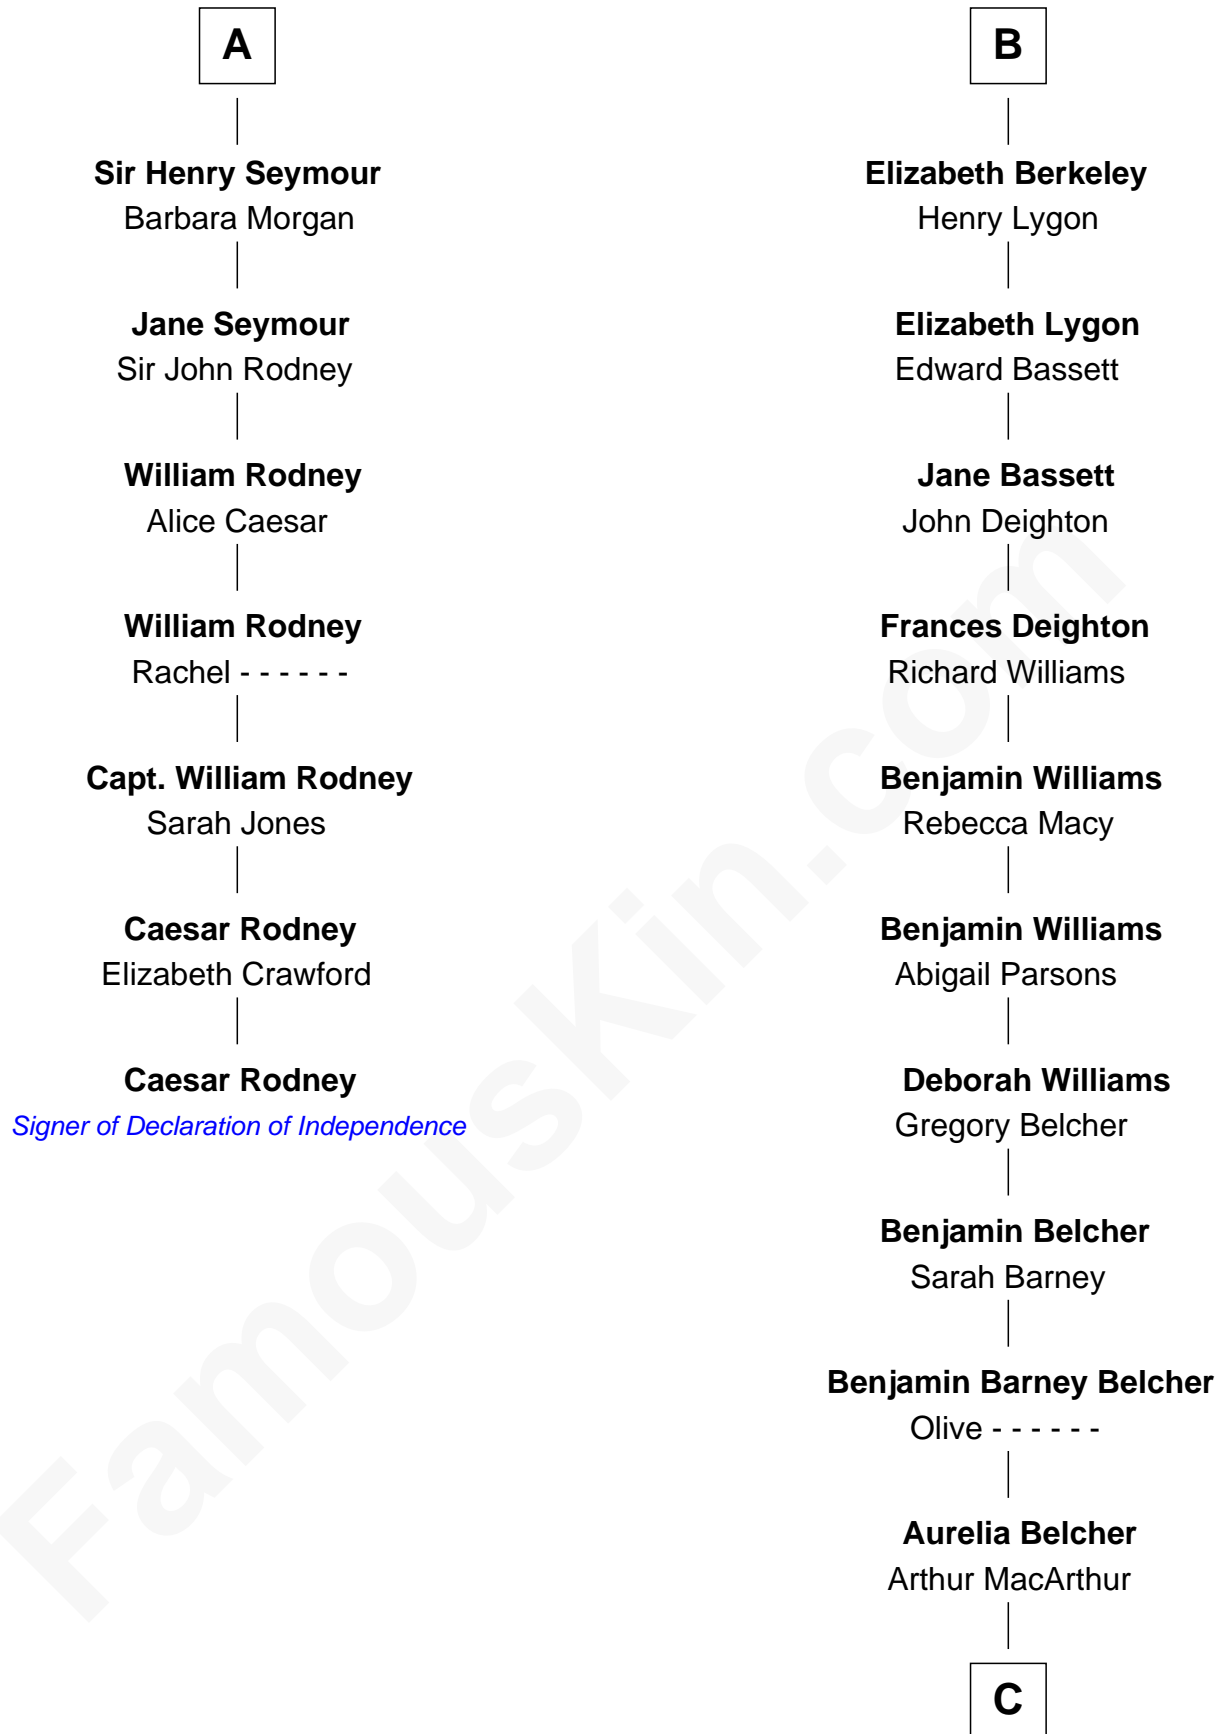 A
Sir Henry Seymour
Barbara Morgan
Jane Seymour
Sir John Rodney
William Rodney
Alice Caesar
William Rodney
Rachel - - - - - -
Capt. William Rodney
Sarah Jones
Caesar Rodney
Elizabeth Crawford
Caesar Rodney
Signer of Declaration of Independence
B
Elizabeth Berkeley
Henry Lygon
Elizabeth Lygon
Edward Bassett
Jane Bassett
John Deighton
Frances Deighton
Richard Williams
Benjamin Williams
Rebecca Macy
Benjamin Williams
Abigail Parsons
Deborah Williams
Gregory Belcher
Benjamin Belcher
Sarah Barney
Benjamin Barney Belcher
Olive - - - - - -
Aurelia Belcher
Arthur MacArthur
C
FamousKin.com